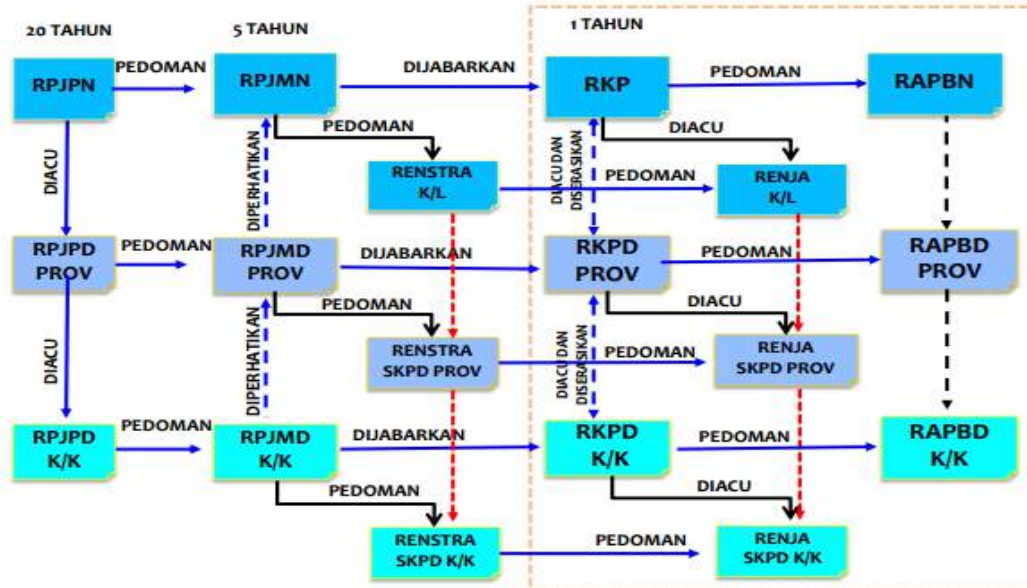 20 TAHUN
5 TAHUN
1 TAHUN
RPJPN
PEDOMAN
RPJMN
DIJABARKAN
RKP
PEDOMAN
RAPBN
DIACU
DIPERHATIKAN
PEDOMAN
RENSTRA
K/L
PEDOMAN
DIACU DAN
DISERASIKAN
DIACU
RENJA
K/L
RPJPD
PROV
PEDOMAN
RPJMD
PROV
DIJABARKAN
RKPD
PROV
PEDOMAN
RAPBD
PROV
DIACU
DIPERHATIKAN
PEDOMAN
RENSTRA
SKPD PROV
PEDOMAN
DIACU DAN
DISERASIKAN
DIACU
RENJA
SKPD PROV
RPJPD
K/K
PEDOMAN
RPJMD
K/K
DIJABARKAN
RKPD
K/K
PEDOMAN
RAPBD
K/K
PEDOMAN
RENSTRA
SKPD K/K
PEDOMAN
DIACU
RENJA
SKPD K/K